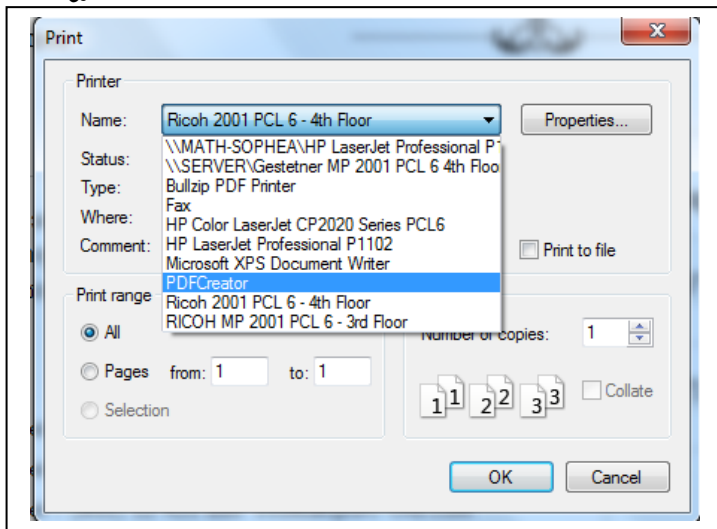 Print
Printer
Name: Ricoh 2001 PCL 6 - 4th Floor Properties...
\\MATH-SOPHEA\HP LaserJet Professional
Status: \\SERVER\Gestetner MP 2001 PCL 6 4th Floo
Type: Bullzip PDF Printer
Fax
Where: HP Color LaserJet CP2020 Series PCL6
Comment: HP LaserJet Professional P1102 Print to file
Microsoft XPS Document Writer
PDFCreator
Print range Ricoh 2001 PCL 6 - 4th Floor
RICOH MP 2001 PCL 6 - 3rd Floor
All Number of copies: 1
Pages from: 1 to: 1
1 1 2 2 3 3 Collate
Selection
OK Cancel